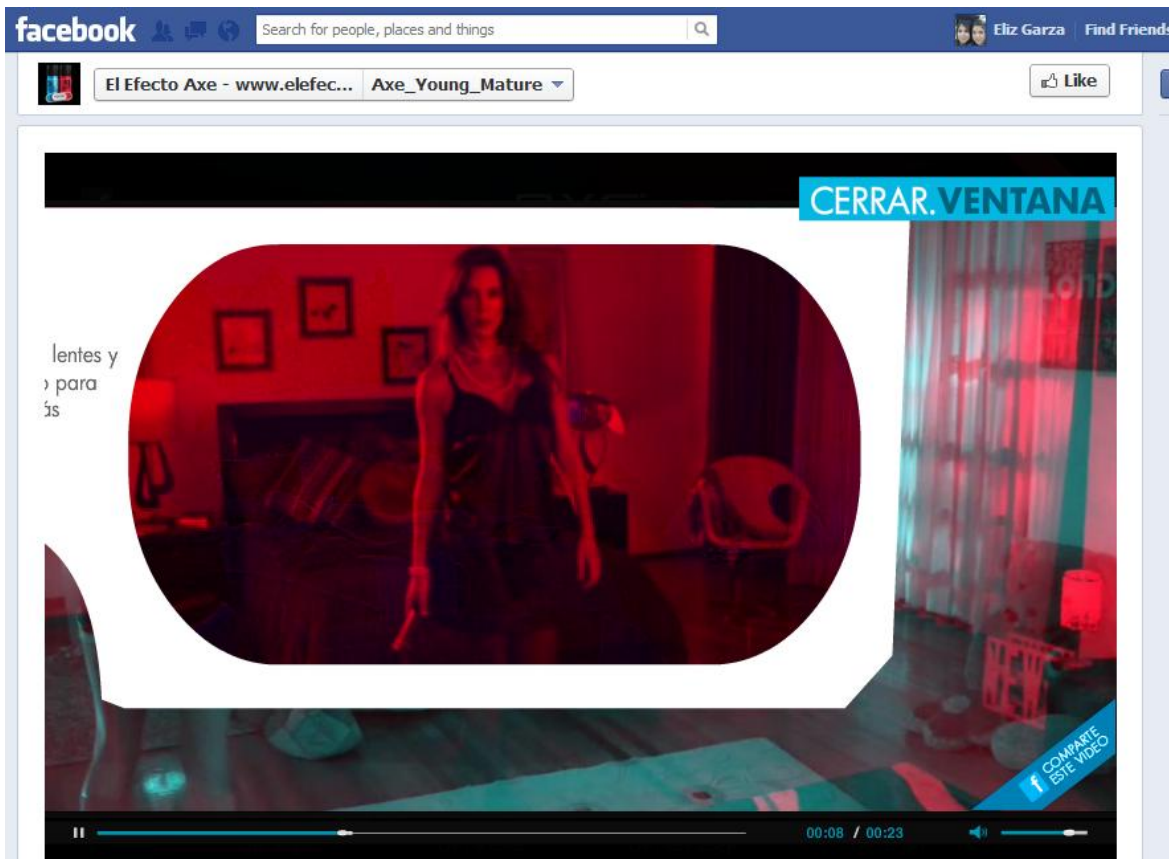 facebook Search for people, places and things Eliz Garza Find Friends
El Efecto Axe - www.elefec... Axe_Young_Mature Like
CERRAR.VENTANA
lentes y
para
ás
COMPARTE
ESTE VIDEO
00:08 / 00:23